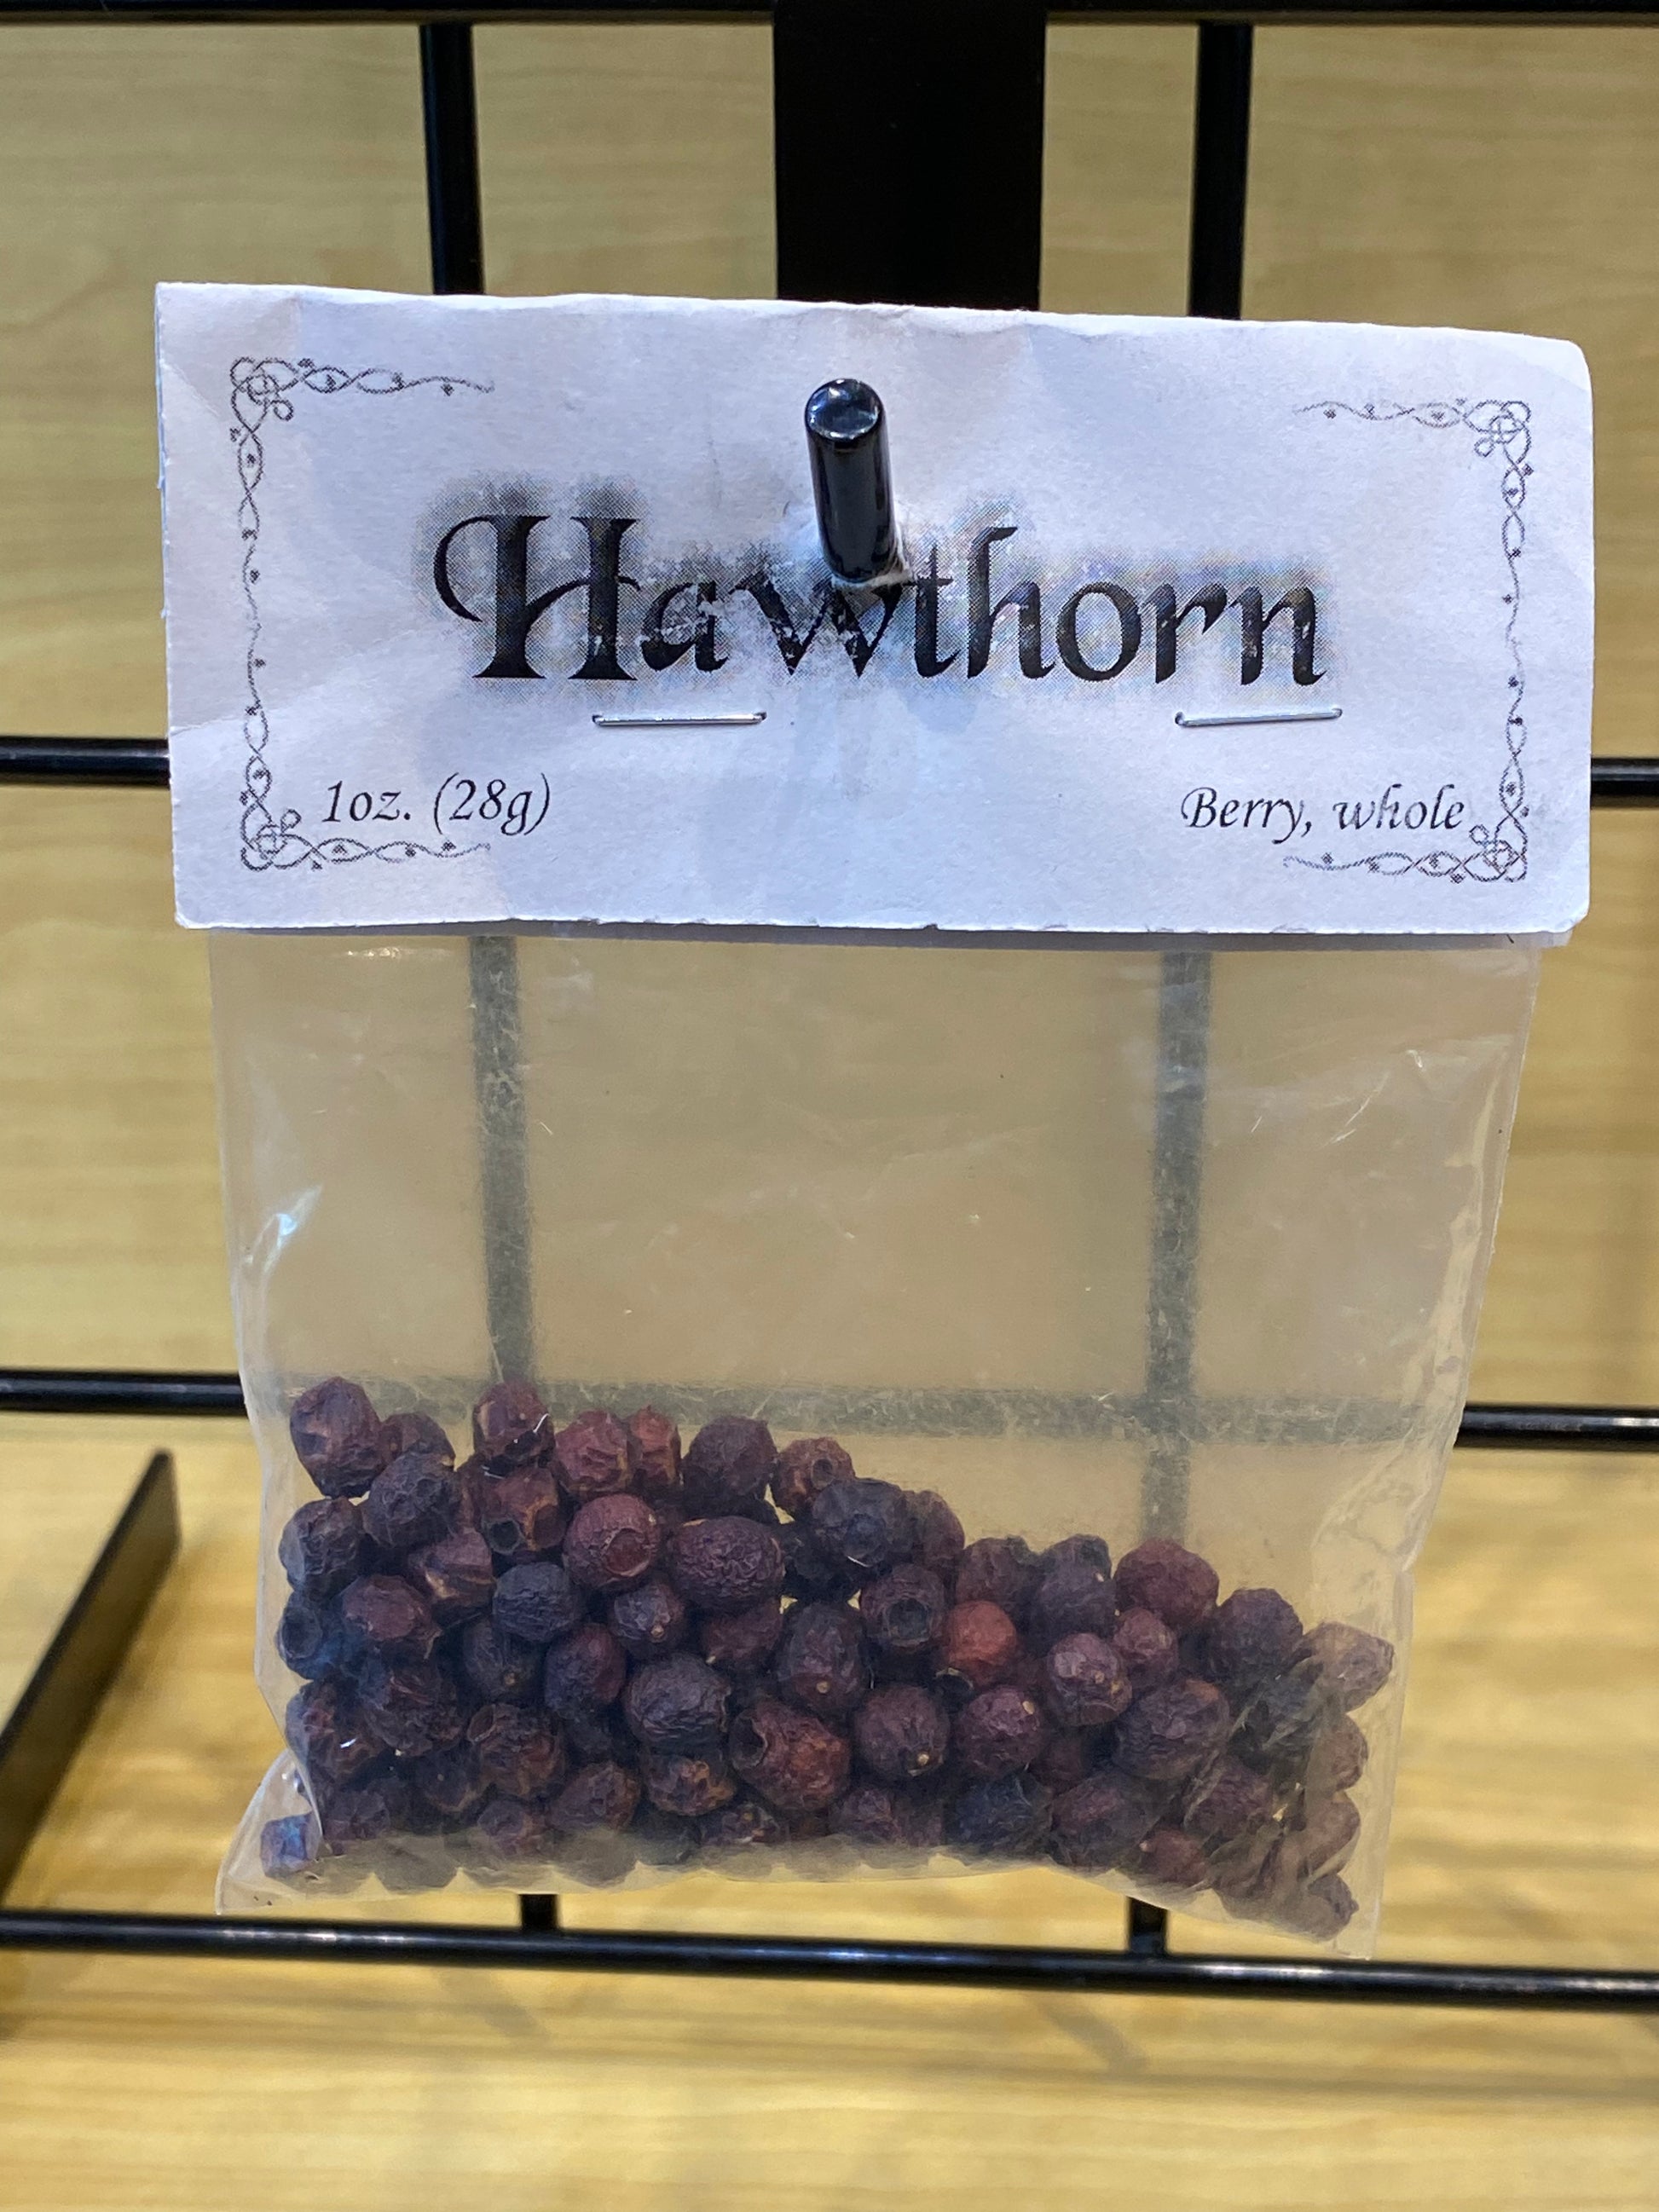 Hawthorn
1oz. (28g)
Berry, whole